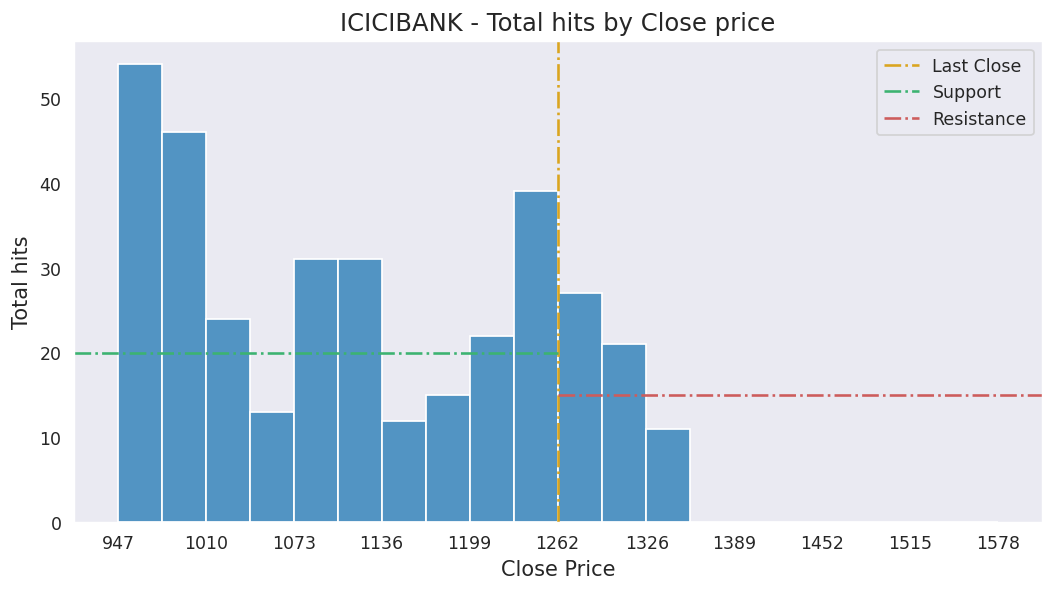 ICICIBANK - Total hits by Close price
Last Close
Support
Resistance
Total hits
50
40
30
20
10
0
947 1010 1073 1136 1199 1262 1326 1389 1452 1515 1578
Close Price